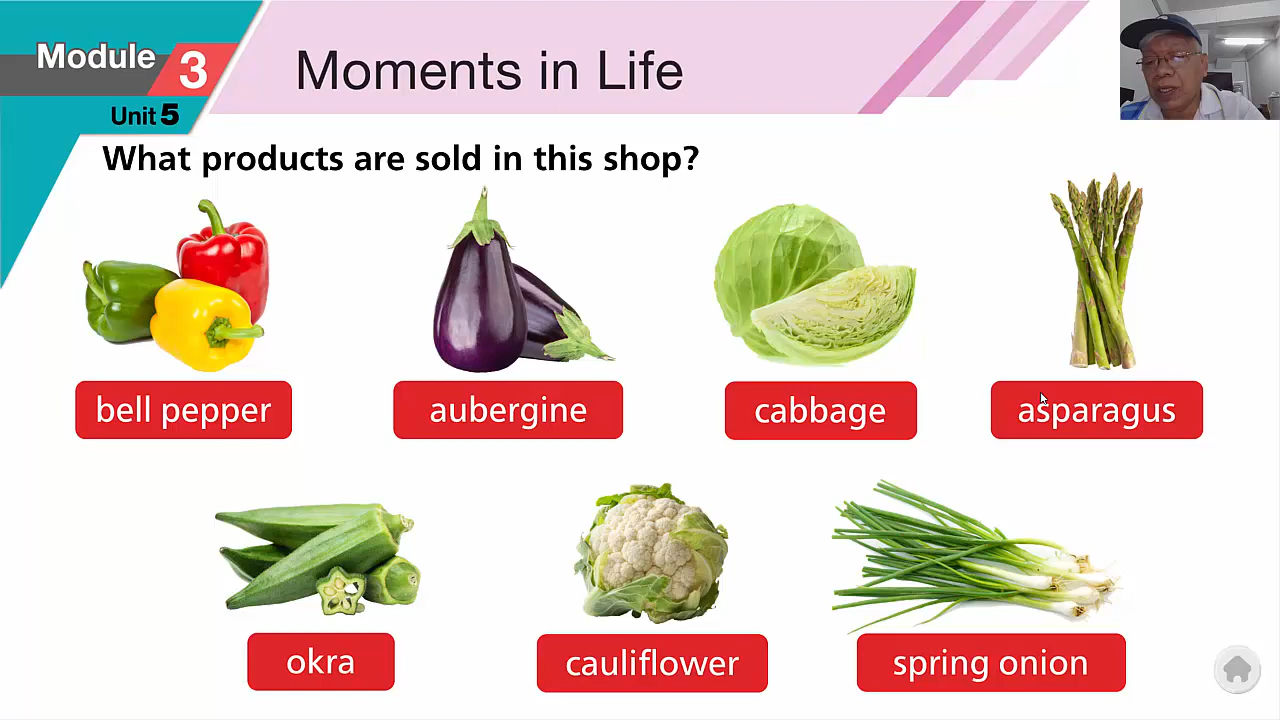 Module 3
Moments in Life
Unit 5
What products are sold in this shop?
bell pepper
aubergine
cabbage
asparagus
okra
cauliflower
spring onion